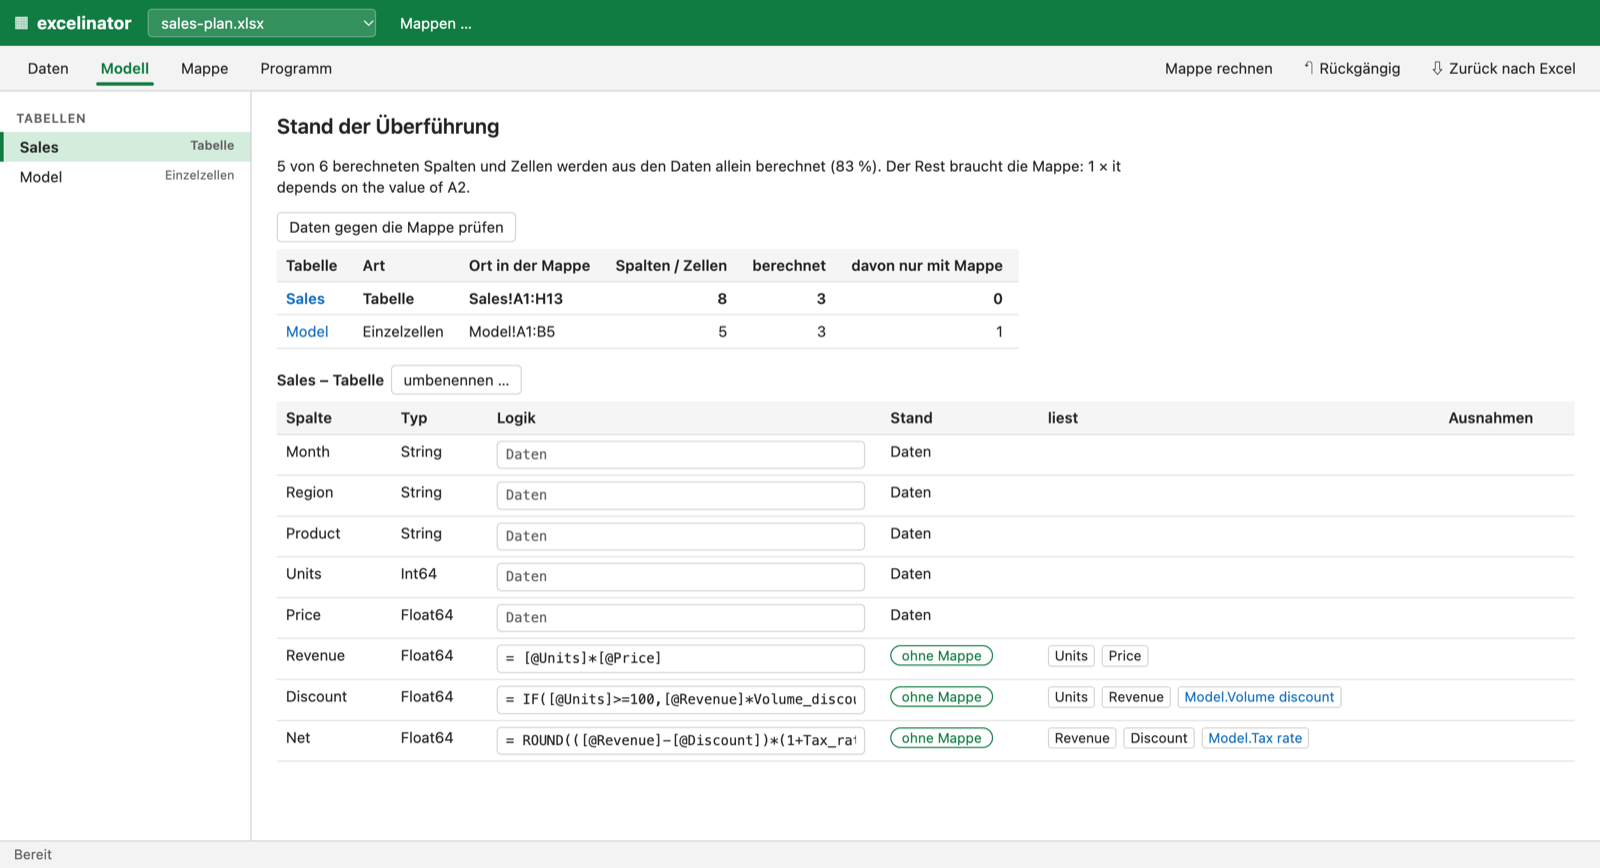 excelinator sales-plan.xlsx Mappen ...
Daten Modell Mappe Programm Mappe rechnen Rückgängig Zurück nach Excel
TABELLEN
Sales Tabelle
Model Einzelzellen
Stand der Überführung
5 von 6 berechneten Spalten und Zellen werden aus den Daten allein berechnet (83 %). Der Rest braucht die Mappe: 1 × it
depends on the value of A2.
Daten gegen die Mappe prüfen
Tabelle Art Ort in der Mappe Spalten / Zellen berechnet davon nur mit Mappe
Sales Tabelle Sales!A1:H13 8 3 0
Model Einzelzellen Model!A1:B5 5 3 1
Sales – Tabelle umbenennen ...
Spalte Typ Logik Stand liest Ausnahmen
Month String Daten Daten
Region String Daten Daten
Product String Daten Daten
Units Int64 Daten Daten
Price Float64 Daten Daten
Revenue Float64 = [@Units]*[@Price] ohne Mappe Units Price
Discount Float64 = IF([@Units]>=100,[@Revenue]*Volume_discou ohne Mappe Units Revenue Model.Volume discount
Net Float64 = ROUND(([@Revenue]-[@Discount])*(1+Tax_rat ohne Mappe Revenue Discount Model.Tax rate
Bereit